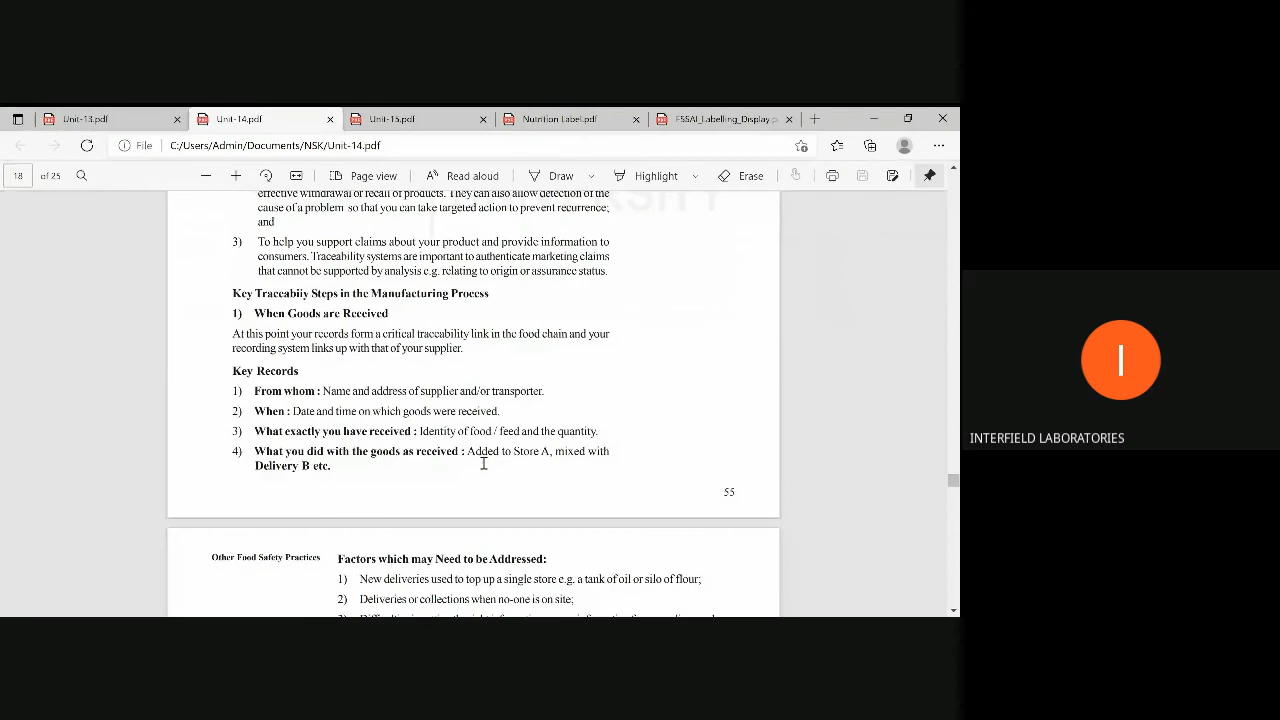 Unit-13.pdf
Unit-14.pdf
Unit-15.pdf
Nutrition Label.pdf
FSSAI_Labelling_Display.p
File
C:/Users/Admin/Documents/NSK/Unit-14.pdf
18 of 25
Page view
Read aloud
Draw
Highlight
Erase
effective withdrawal or recall of products. They can also allow detection of the
cause of a problem so that you can take targeted action to prevent recurrence;
and
3) To help you support claims about your product and provide information to
consumers. Traceability systems are important to authenticate marketing claims
that cannot be supported by analysis e.g. relating to origin or assurance status.
Key Traceabiiy Steps in the Manufacturing Process
1) When Goods are Received
At this point your records form a critical traceability link in the food chain and your
recording system links up with that of your supplier.
Key Records
1) From whom : Name and address of supplier and/or transporter.
2) When : Date and time on which goods were received.
3) What exactly you have received : Identity of food / feed and the quantity.
4) What you did with the goods as received : Added to Store A, mixed with
Delivery B etc.
55
Other Food Safety Practices
Factors which may Need to be Addressed:
1) New deliveries used to top up a single store e.g. a tank of oil or silo of flour;
2) Deliveries or collections when no-one is on site;
I
INTERFIELD LABORATORIES